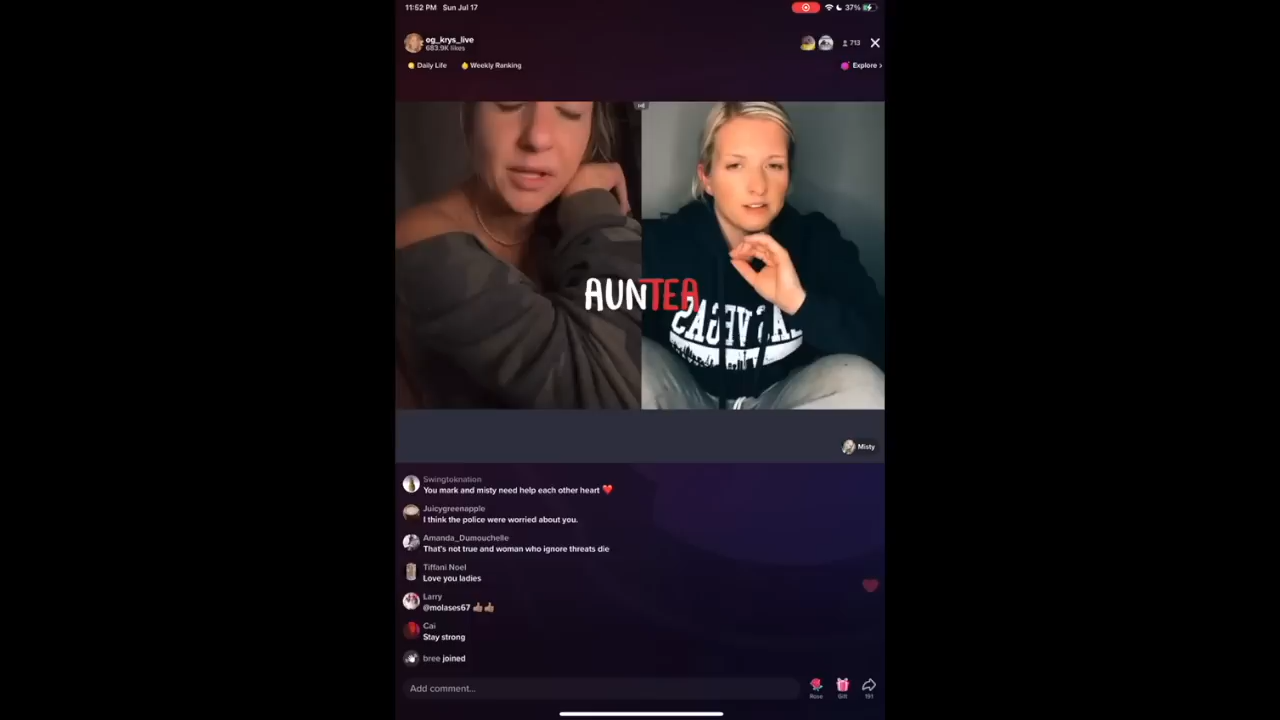 11:52 PM Sun Jul 17
37%
og_krys_live
683.9K likes
713
Daily Life
Weekly Ranking
Explore >
AUNTEA
LAS VEGAS
Misty
Swingtoknation
You mark and misty need help each other heart ❤️
Juicygreenapple
I think the police were worried about you.
Amanda_Dumouchelle
That's not true and woman who ignore threats die
Tiffani Noel
Love you ladies
Larry
@molases67 👍🏽👍🏽
Cai
Stay strong
bree joined
Add comment...
Rose
Gift
191